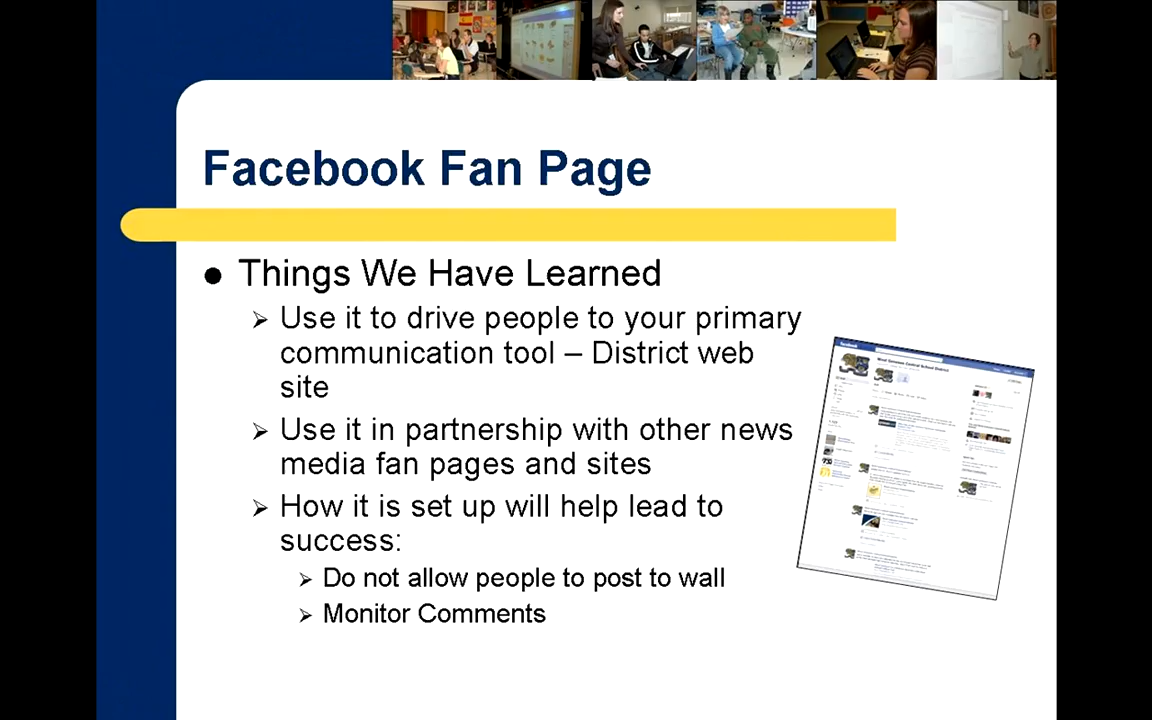 Facebook Fan Page
Things We Have Learned
Use it to drive people to your primary
communication tool – District web
site
Use it in partnership with other news
media fan pages and sites
How it is set up will help lead to
success:
Do not allow people to post to wall
Monitor Comments
facebook